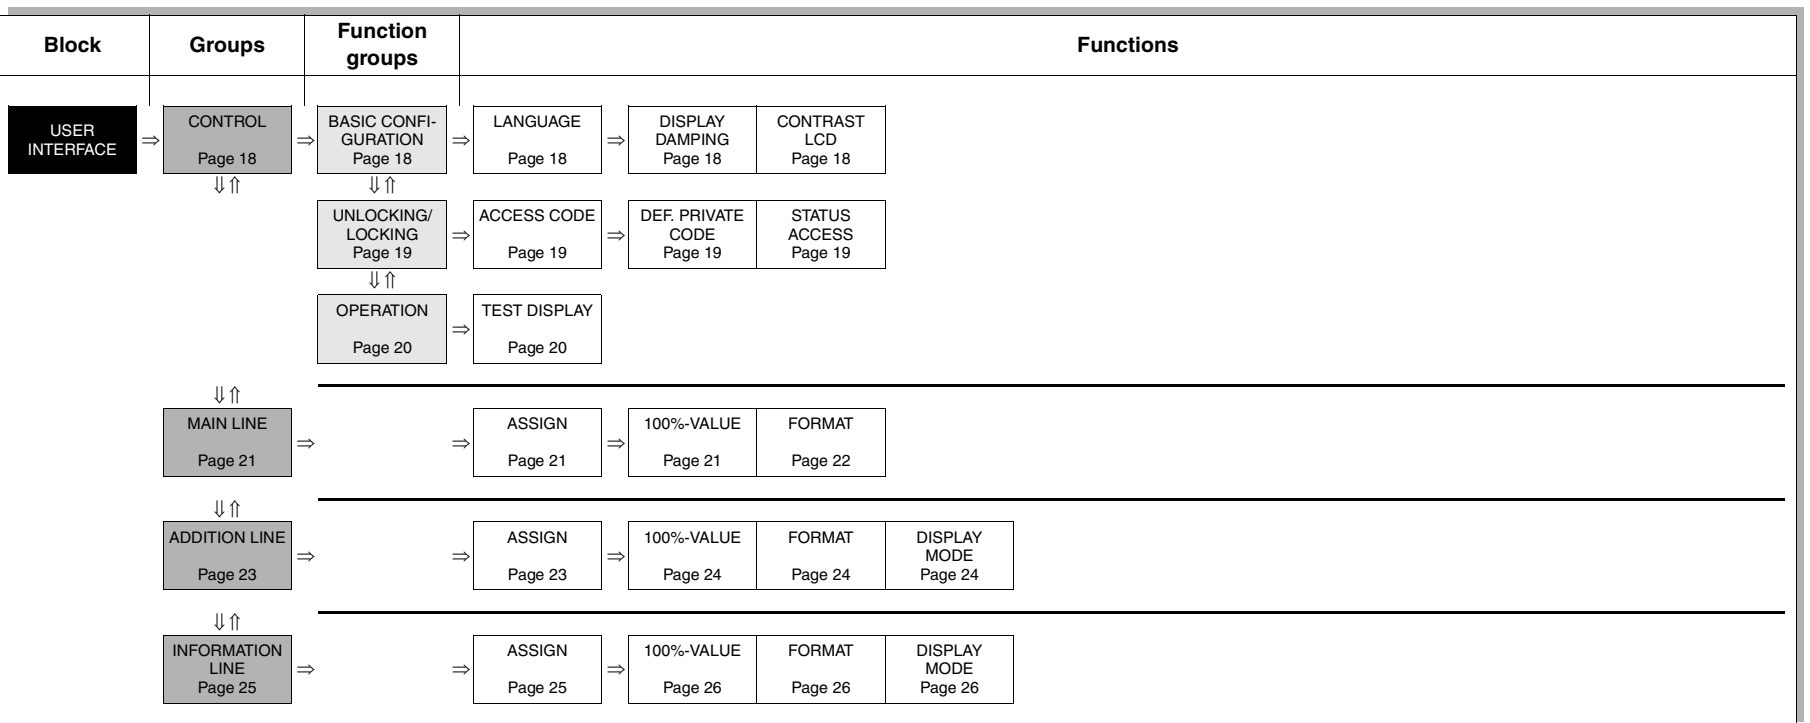 Block
Groups
Function
groups
Functions
USER
INTERFACE
⇒
CONTROL
Page 18
⇒
BASIC CONFI-
GURATION
Page 18
⇒
LANGUAGE
Page 18
⇒
DISPLAY
DAMPING
Page 18
CONTRAST
LCD
Page 18
⇓⇑
⇓⇑
UNLOCKING/
LOCKING
Page 19
⇒
ACCESS CODE
Page 19
⇒
DEF. PRIVATE
CODE
Page 19
STATUS
ACCESS
Page 19
⇓⇑
OPERATION
Page 20
⇒
TEST DISPLAY
Page 20
⇓⇑
MAIN LINE
Page 21
⇒
⇒
ASSIGN
Page 21
⇒
100%-VALUE
Page 21
FORMAT
Page 22
⇓⇑
ADDITION LINE
Page 23
⇒
⇒
ASSIGN
Page 23
⇒
100%-VALUE
Page 24
FORMAT
Page 24
DISPLAY
MODE
Page 24
⇓⇑
INFORMATION
LINE
Page 25
⇒
⇒
ASSIGN
Page 25
⇒
100%-VALUE
Page 26
FORMAT
Page 26
DISPLAY
MODE
Page 26